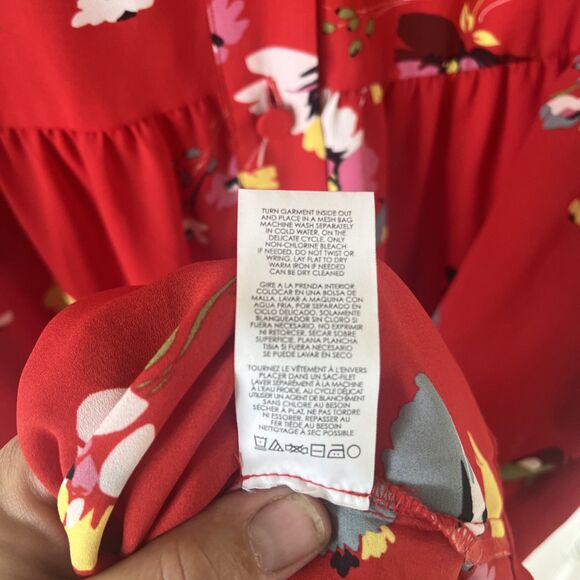 TURN GARMENT INSIDE OUT
AND PLACE IN A MESH BAG
MACHINE WASH SEPARATELY
IN COLD WATER, ON THE
DELICATE CYCLE. ONLY
NON-CHLORINE BLEACH
IF NEEDED. DO NOT TWIST OR
WRING. LAY FLAT TO DRY
WARM IRON IF NEEDED
CAN BE DRY CLEANED
GIRE A LA PRENDA INTERIOR
COLOCAR EN UNA BOLSA DE
MALLA. LAVAR A MAQUINA CON
AGUA FRIA, POR SEPARADO EN
CICLO DELICADO. SOLAMENTE
BLANQUEADOR SIN CLORO SI
FUERA NECESARIO. NO EXPRIMIR
NI RETORCER. SECAR SOBRE
SUPERFICIE. PLANA PLANCHA
TIBIA SI FUERA NECESARIO
SE PUEDE LAVAR EN SECO
TOURNEZ LE VÊTEMENT À L'ENVERS
PLACER DANS UN SAC-FILET
LAVER SÉPARÉMENT À LA MACHINE
À L'EAU FROIDE, AU CYCLE DÉLICAT
UTILISER UN AGENT DE BLANCHIMENT
SANS CHLORE AU BESOIN
SÉCHER À PLAT, NE PAS TORDRE
NI ESSORER. REPASSER AU
FER TIÈDE AU BESOIN
NETTOYAGE À SEC POSSIBLE